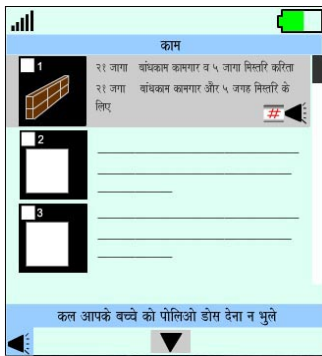 काम
1
२१ जागा बांधकाम कामगार व ५ जागा मिस्तरि करिता
२१ जगा बांधकाम कामगार और ५ जगह मिस्तरि के
लिए
#
2
3
कल आपके बच्चे को पोलिओ डोस देना न भुले